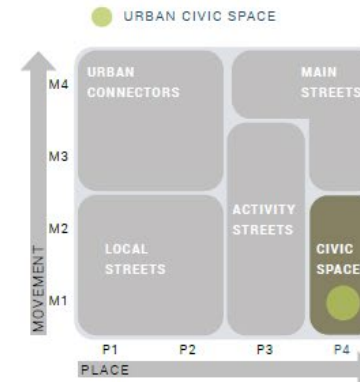 URBAN CIVIC SPACE
URBAN
CONNECTORS
MAIN
STREETS
M4
M3
ACTIVITY
STREETS
M2
LOCAL
STREETS
CIVIC
SPACE
M1
MOVEMENT
P1
P2
P3
P4
PLACE